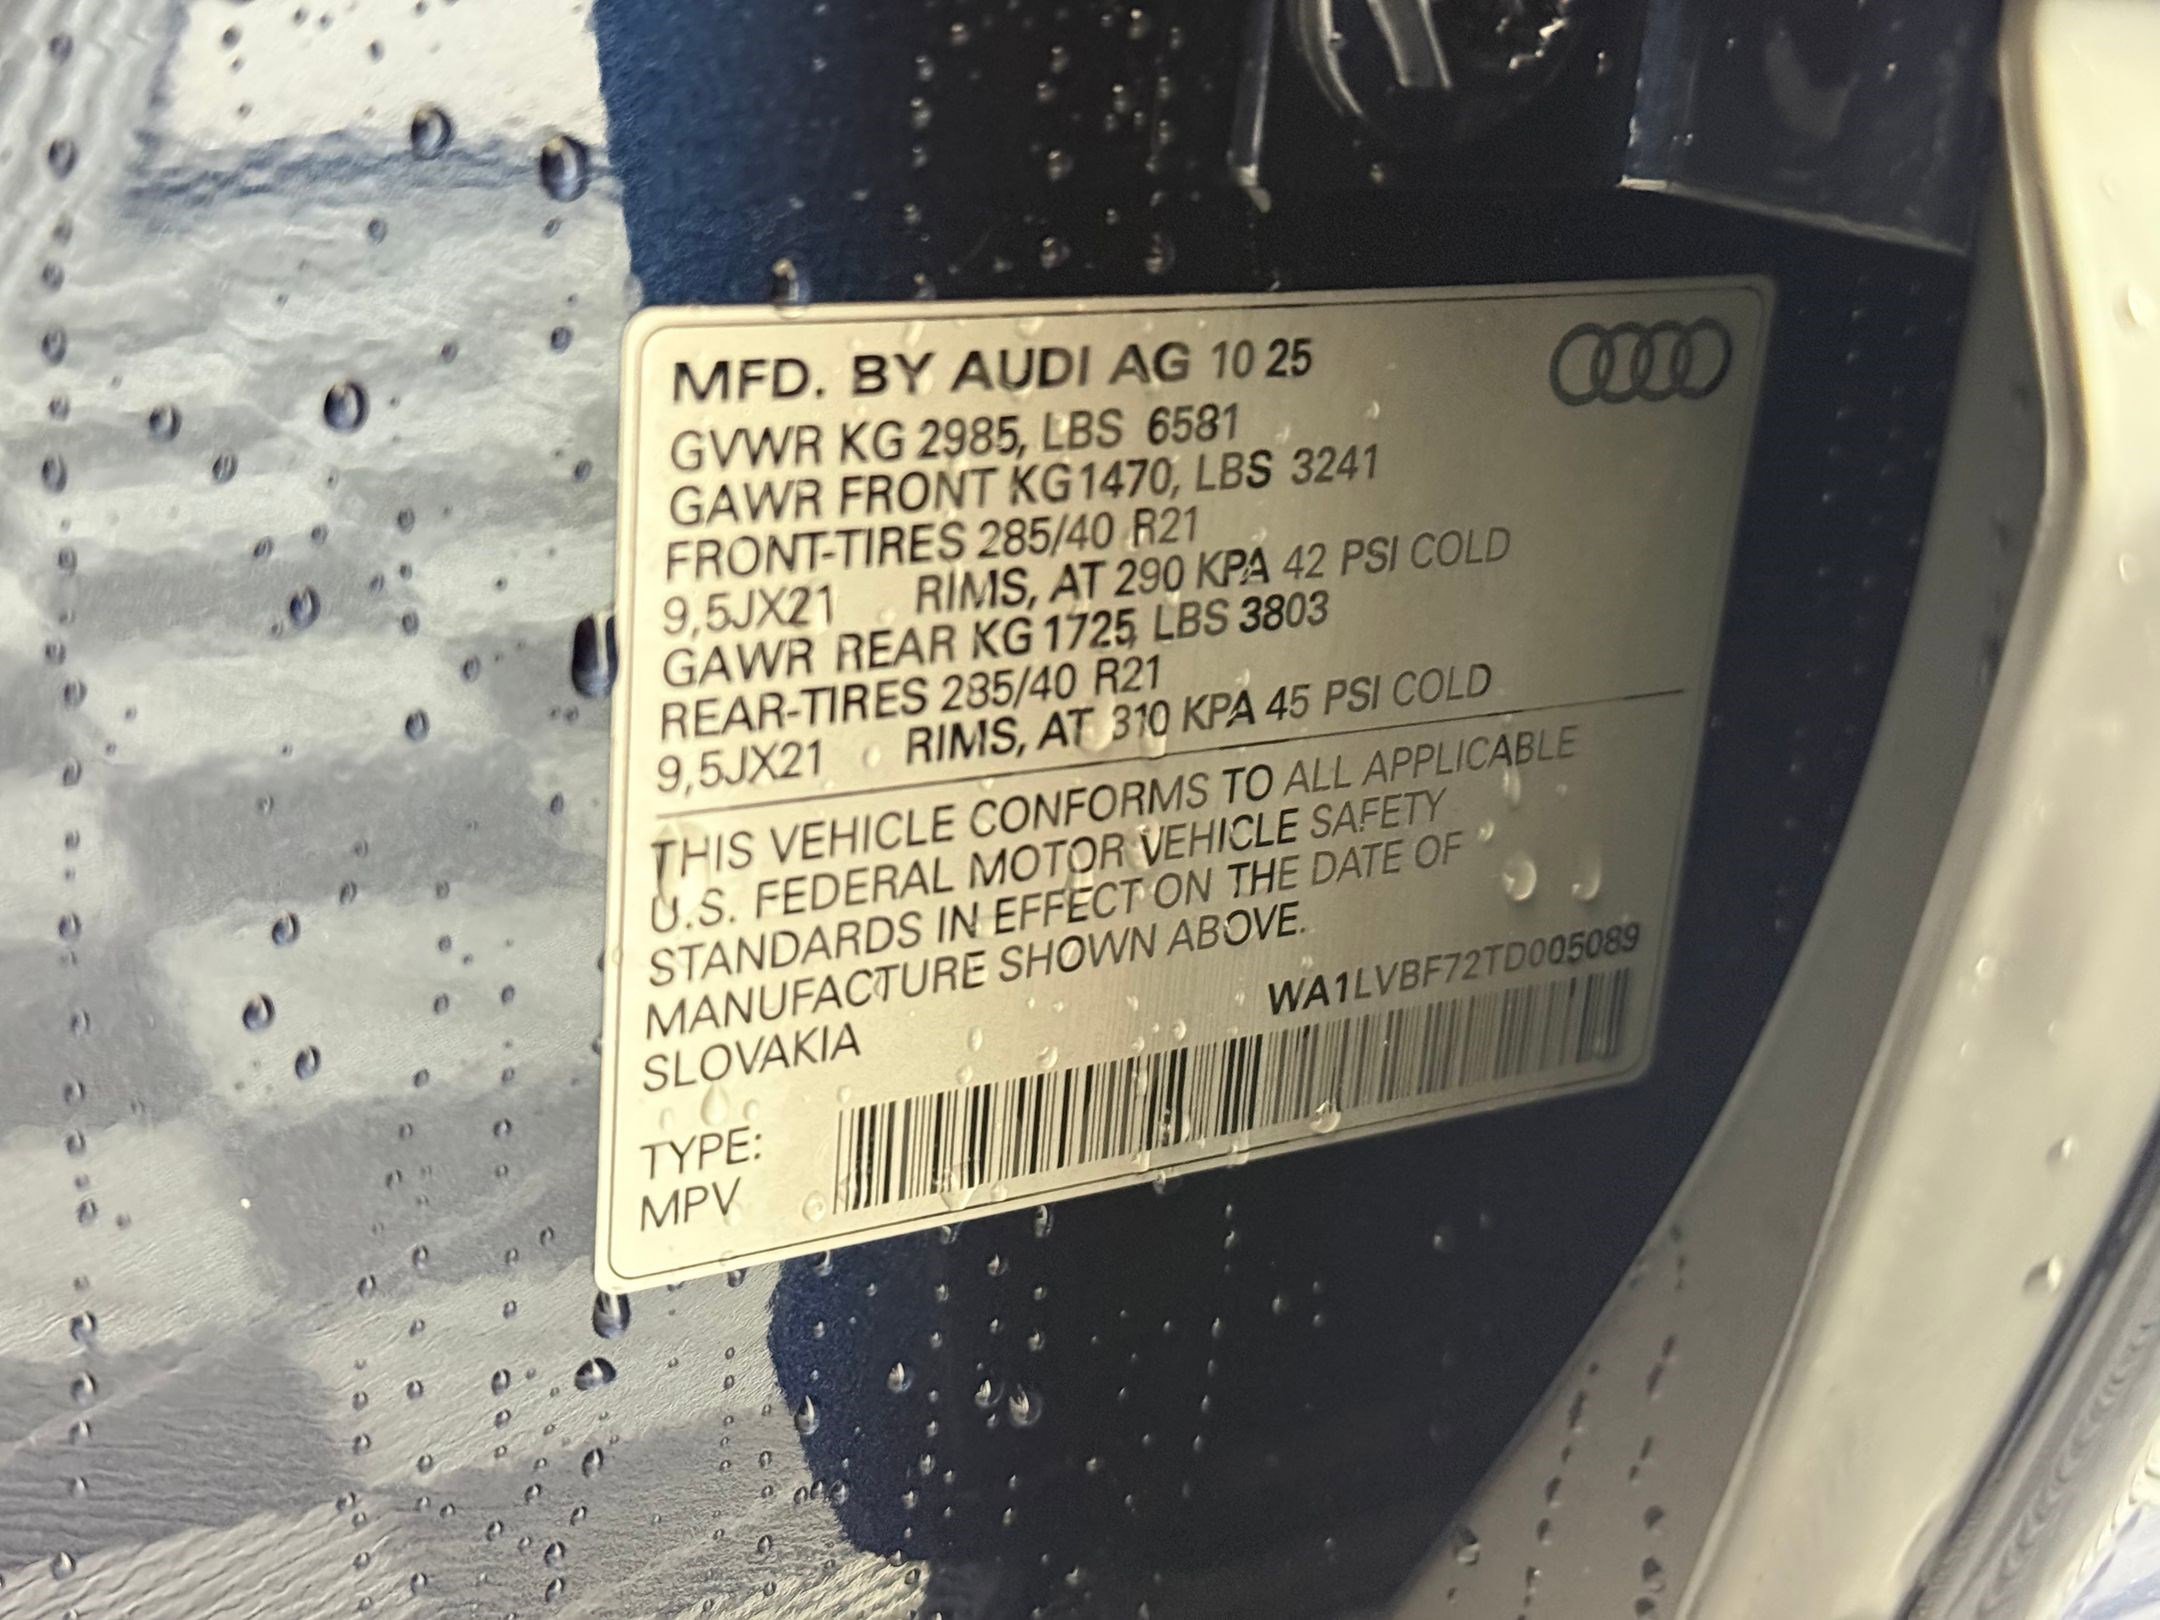 MFD. BY AUDI AG 10 25
GVWR KG 2985, LBS 6581
GAWR FRONT KG1470, LBS 3241
FRONT-TIRES 285/40 R21
9,5JX21 RIMS, AT 290 KPA 42 PSI COLD
GAWR REAR KG 1725, LBS 3803
REAR-TIRES 285/40 R21
9,5JX21 RIMS, AT 310 KPA 45 PSI COLD
THIS VEHICLE CONFORMS TO ALL APPLICABLE
U.S. FEDERAL MOTOR VEHICLE SAFETY
STANDARDS IN EFFECT ON THE DATE OF
MANUFACTURE SHOWN ABOVE.
SLOVAKIA
WA1LVBF72TD005089
TYPE:
MPV